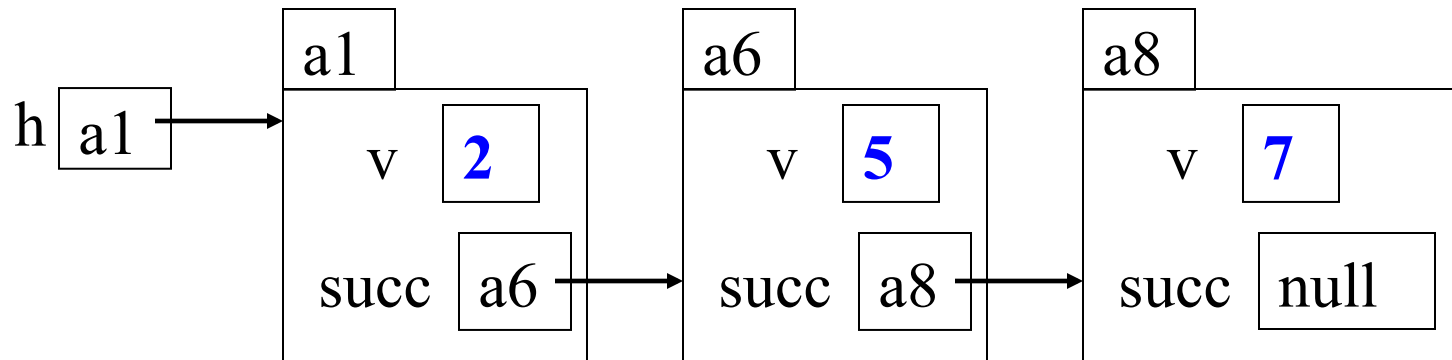 a1 a6 a8
h a1
v 2 v 5 v 7
succ a6 succ a8 succ null